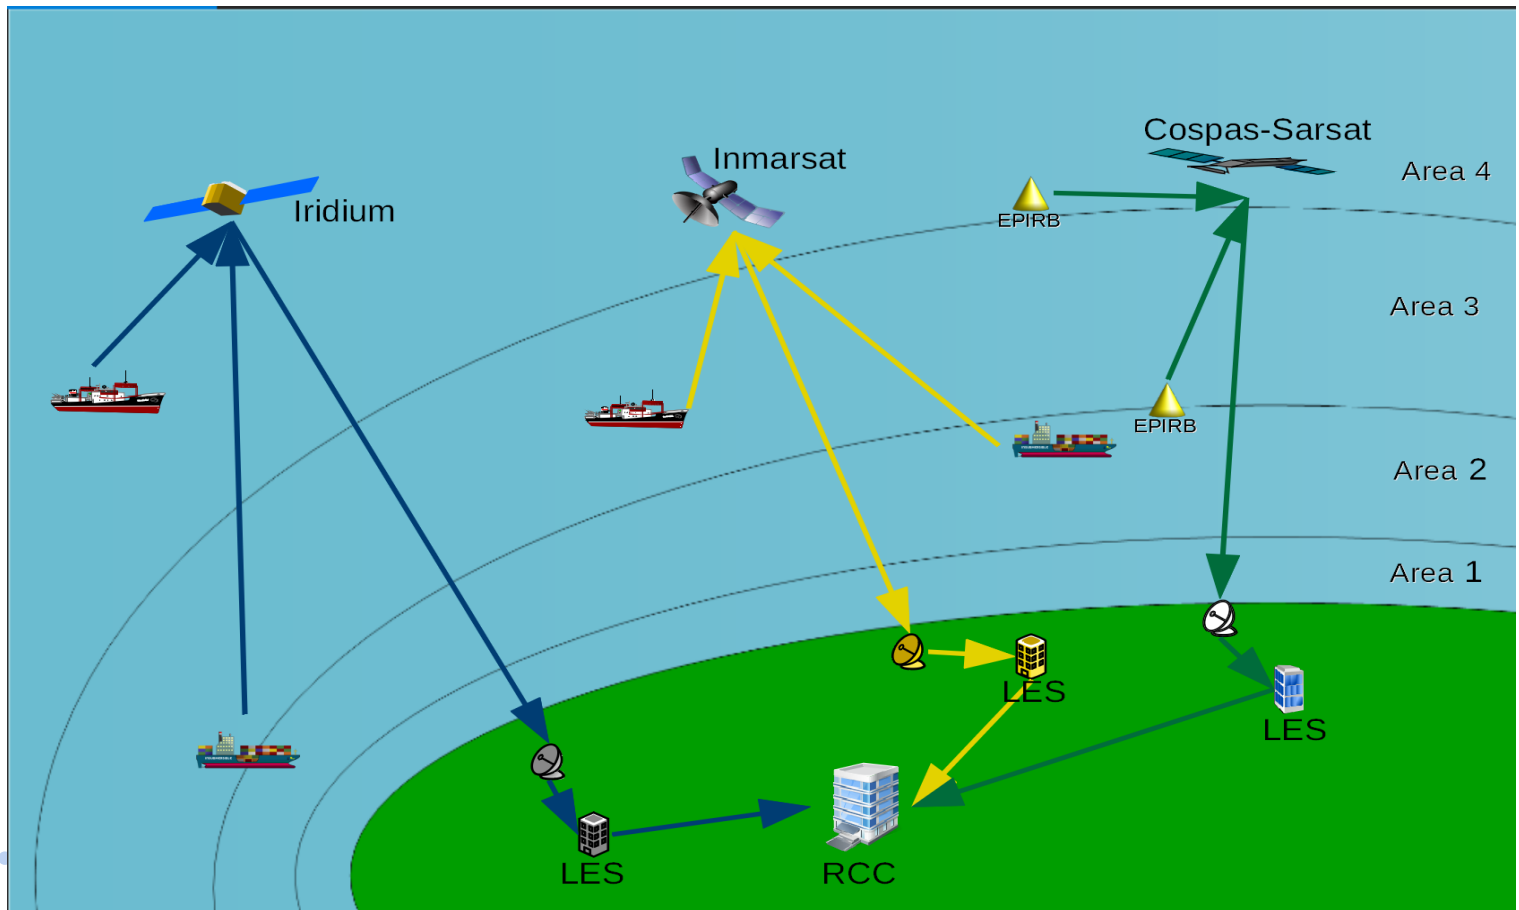 Cospas-Sarsat
Inmarsat
Area 4
Iridium
EPIRB
Area 3
EPIRB
Area 2
Area 1
LES
LES
LES
RCC